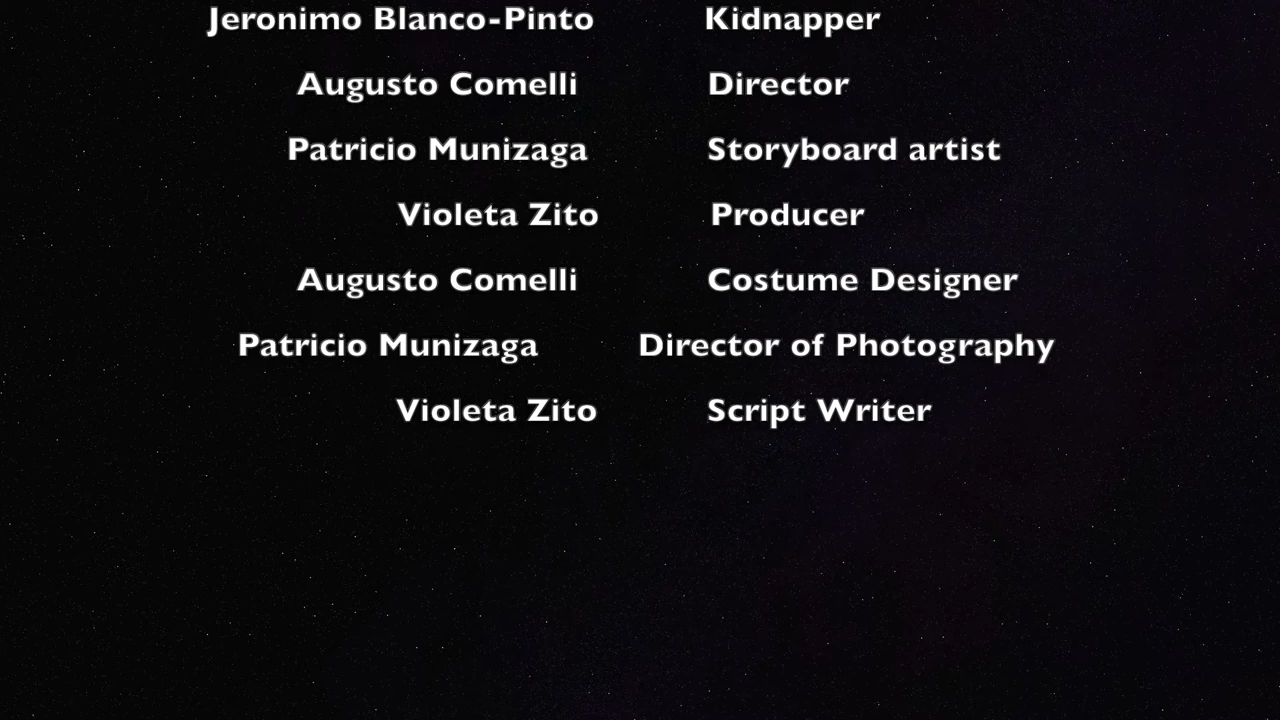 Jeronimo Blanco-Pinto Kidnapper
Augusto Comelli Director
Patricio Munizaga Storyboard artist
Violeta Zito Producer
Augusto Comelli Costume Designer
Patricio Munizaga Director of Photography
Violeta Zito Script Writer